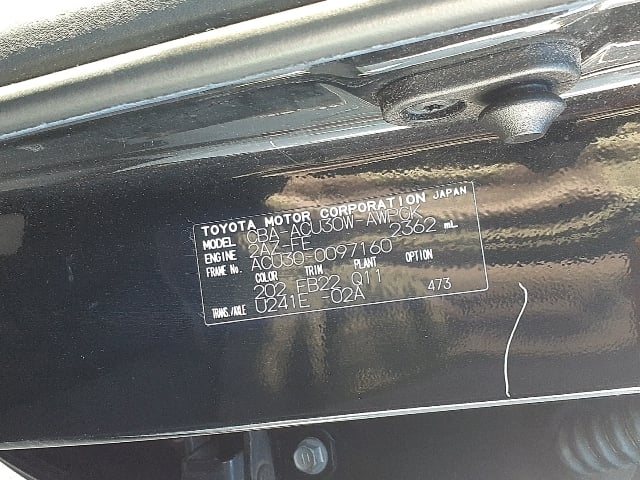 TOYOTA MOTOR CORPORATION JAPAN
MODEL CBA-ACU30W-AWPGK
ENGINE 2AZ-FE 2362 mL
FRAME No. ACU30-0097160
COLOR TRIM PLANT OPTION
202 FB22 Q11
TRANS./AXLE U241E -02A 473